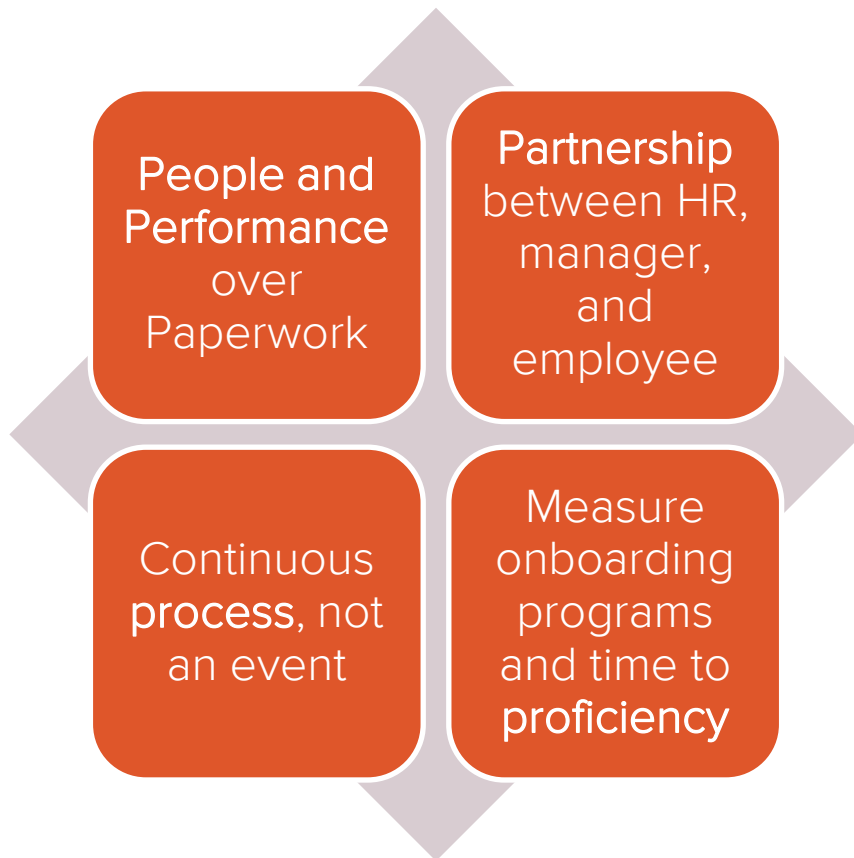 People and
Performance
over
Paperwork
Partnership
between HR,
manager,
and
employee
Continuous
process, not
an event
Measure
onboarding
programs
and time to
proficiency